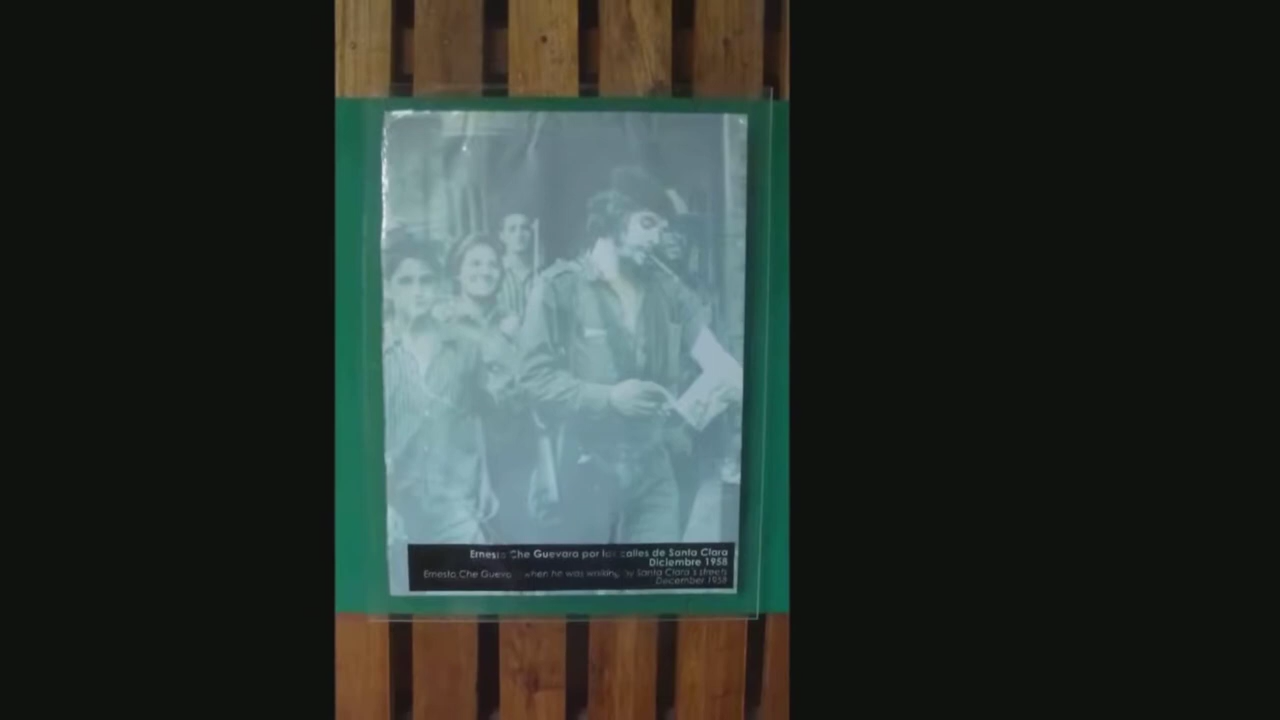 Ernesto Che Guevara por las calles de Santa Clara
Diciembre 1958
Ernesto Che Guevara when he was walking by Santa Clara's streets
December 1958